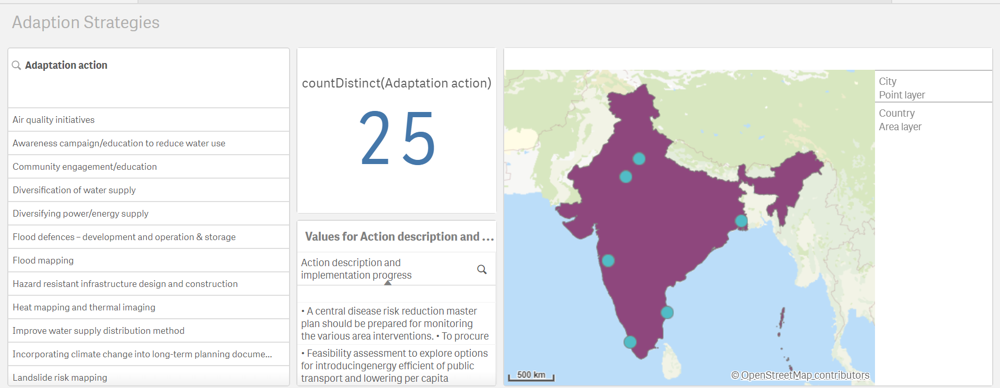 Adaption Strategies
Adaptation action
Air quality initiatives
Awareness campaign/education to reduce water use
Community engagement/education
Diversification of water supply
Diversifying power/energy supply
Flood defences – development and operation & storage
Flood mapping
Hazard resistant infrastructure design and construction
Heat mapping and thermal imaging
Improve water supply distribution method
Incorporating climate change into long-term planning docume...
Landslide risk mapping
countDistinct(Adaptation action)
25
Values for Action description and ...
Action description and
implementation progress
• A central disease risk reduction master
plan should be prepared for monitoring
the various area interventions. • To procure
• Feasibility assessment to explore options
for introducingenergy efficient of public
transport and lowering per capita
City
Point layer
Country
Area layer
500 km
© OpenStreetMap contributors